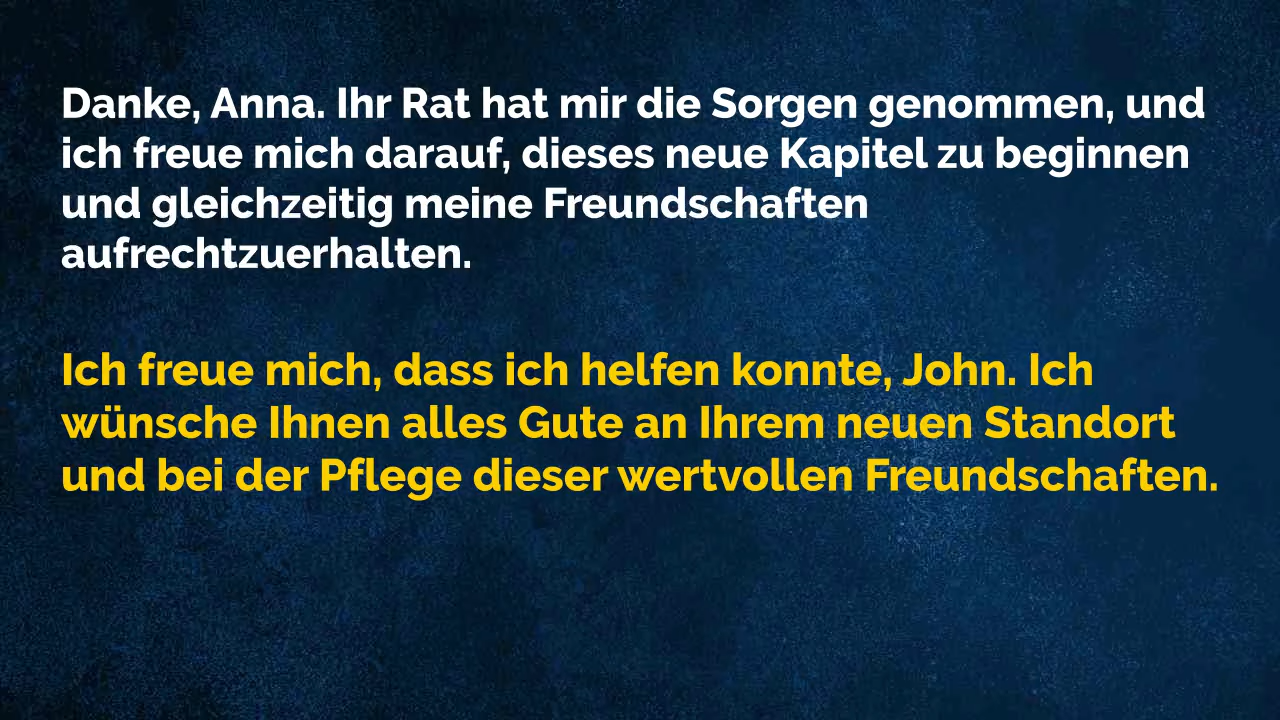 Danke, Anna. Ihr Rat hat mir die Sorgen genommen, und
ich freue mich darauf, dieses neue Kapitel zu beginnen
und gleichzeitig meine Freundschaften
aufrechtzuerhalten.
Ich freue mich, dass ich helfen konnte, John. Ich
wünsche Ihnen alles Gute an Ihrem neuen Standort
und bei der Pflege dieser wertvollen Freundschaften.